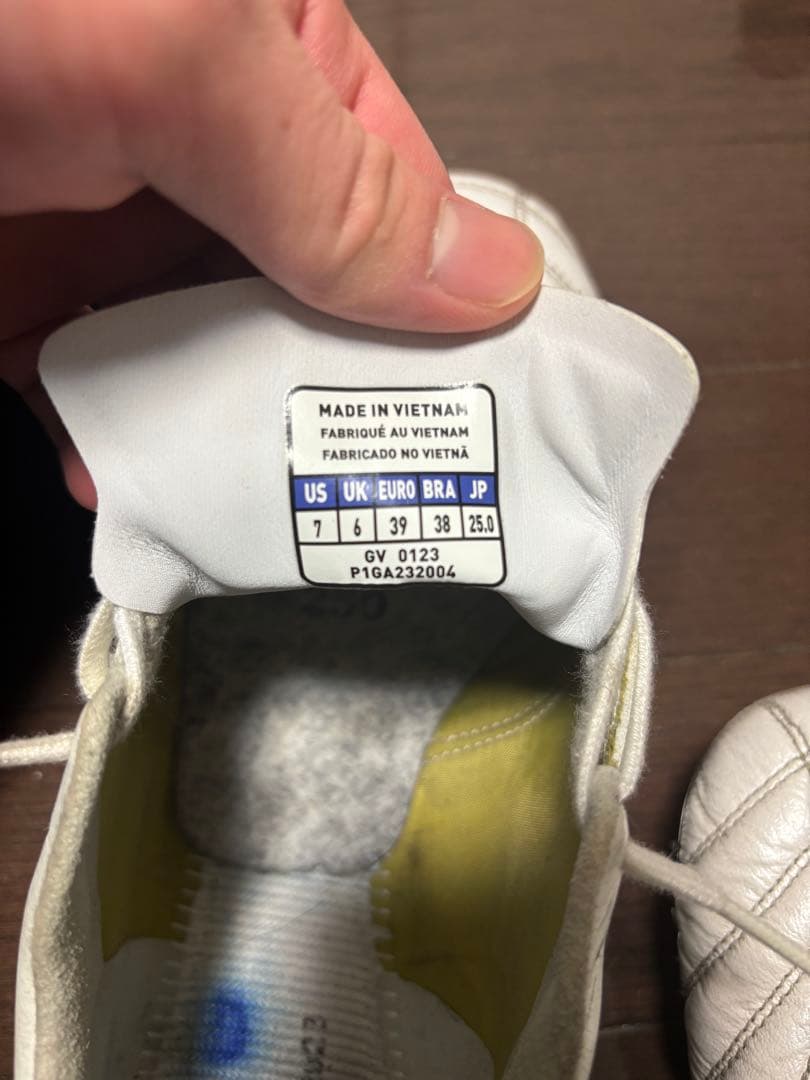 MADE IN VIETNAM
FABRIQUÉ AU VIETNAM
FABRICADO NO VIETNÃ
US UK EURO BRA JP
7 6 39 38 25.0
GV 0123
P1GA232004